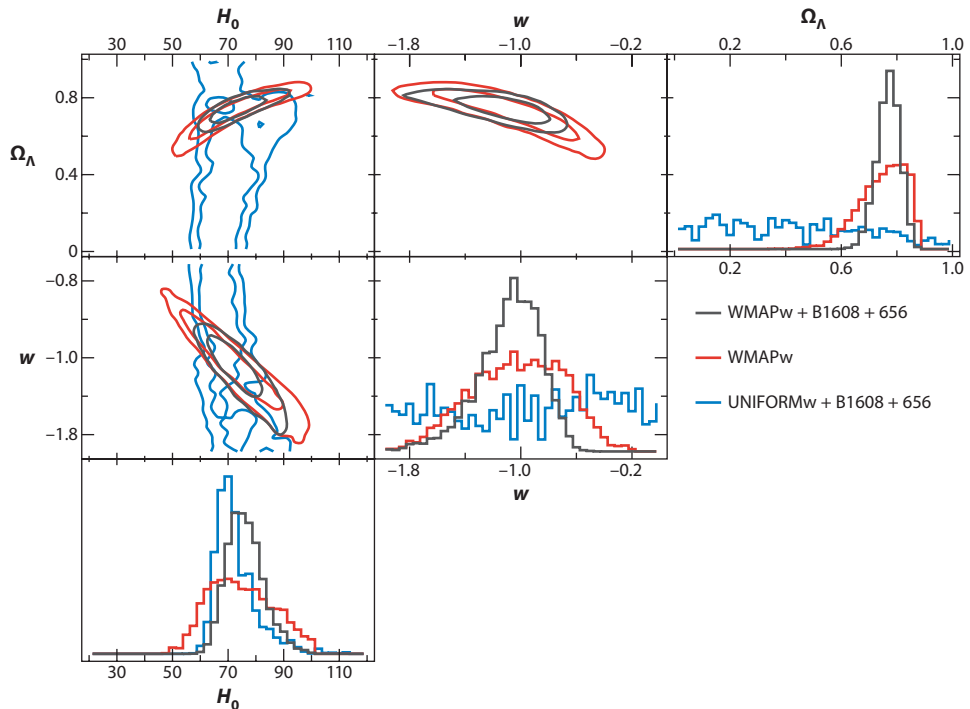 H0 w ΩΛ
30 50 70 90 110 −1.8 −1.0 −0.2 0.2 0.6 1.0
ΩΛ
0.8
0.4
0
0.2 0.6 1.0
w
−0.8
−1.0
−1.8
WMAPw + B1608 + 656
WMAPw
UNIFORMw + B1608 + 656
−1.8 −1.0 −0.2
w
30 50 70 90 110
H0